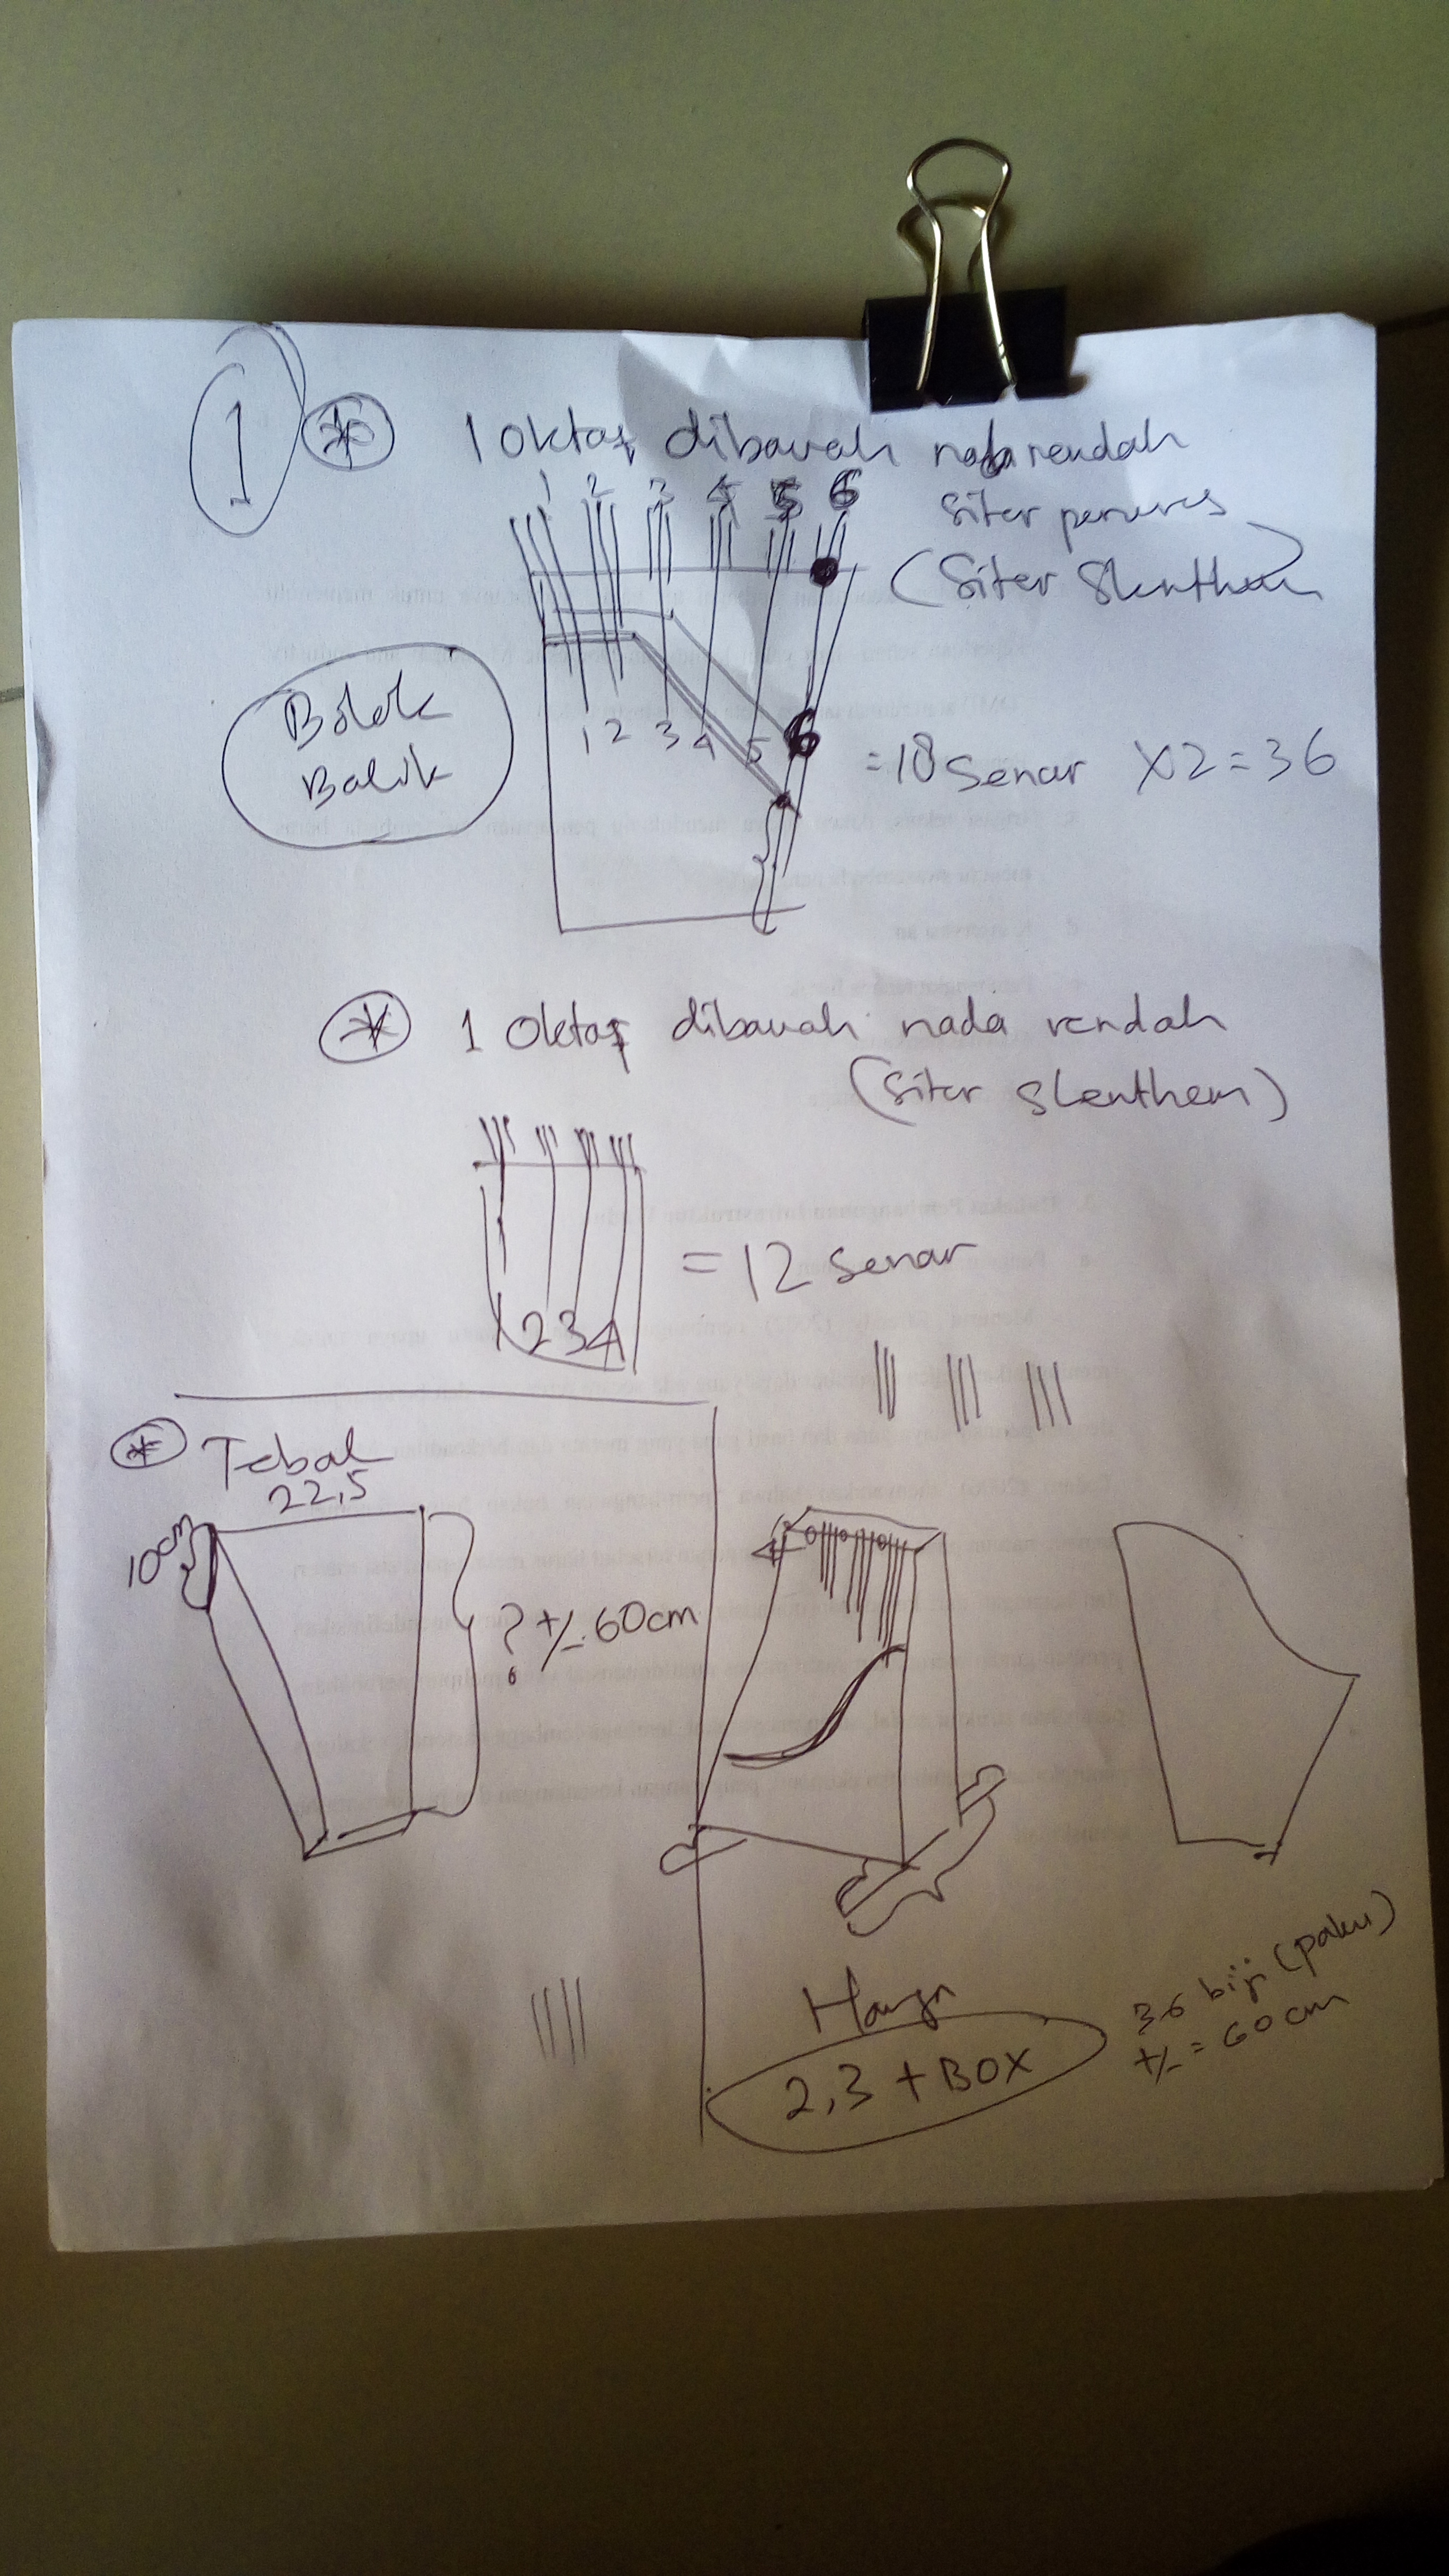 1
1 Oktaf dibawah nada rendah
Siter penerus
(Siter Slenthem)
1 2 3 4 5 6
Bolak
Balik
1 2 3 4 5 6
= 18 Senar X2 = 36
1 Oktaf dibawah nada rendah
(Siter Slenthem)
= 12 Senar
1 2 3 4
Tebal
22,5
10cm
? +/- 60cm
Harga
2,3 + BOX
36 biji (paku)
+/- = 60 cm